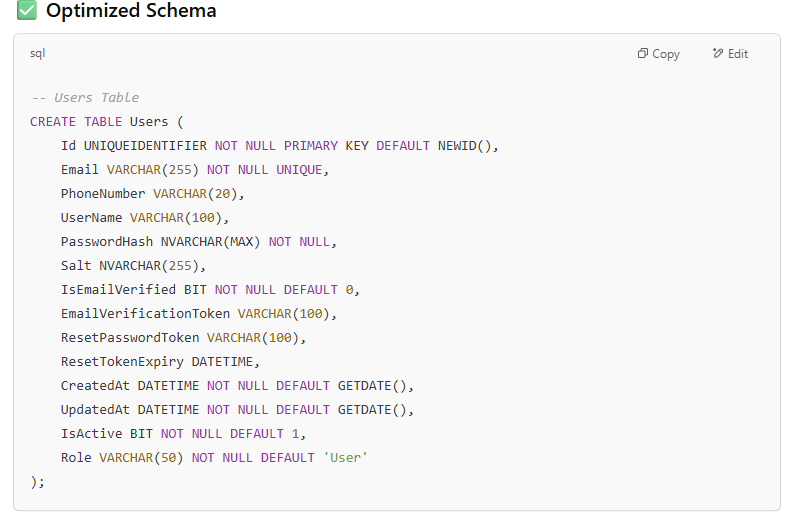 ✅ Optimized Schema
sql
Copy
Edit
-- Users Table
CREATE TABLE Users (
    Id UNIQUEIDENTIFIER NOT NULL PRIMARY KEY DEFAULT NEWID(),
    Email VARCHAR(255) NOT NULL UNIQUE,
    PhoneNumber VARCHAR(20),
    UserName VARCHAR(100),
    PasswordHash NVARCHAR(MAX) NOT NULL,
    Salt NVARCHAR(255),
    IsEmailVerified BIT NOT NULL DEFAULT 0,
    EmailVerificationToken VARCHAR(100),
    ResetPasswordToken VARCHAR(100),
    ResetTokenExpiry DATETIME,
    CreatedAt DATETIME NOT NULL DEFAULT GETDATE(),
    UpdatedAt DATETIME NOT NULL DEFAULT GETDATE(),
    IsActive BIT NOT NULL DEFAULT 1,
    Role VARCHAR(50) NOT NULL DEFAULT 'User'
);